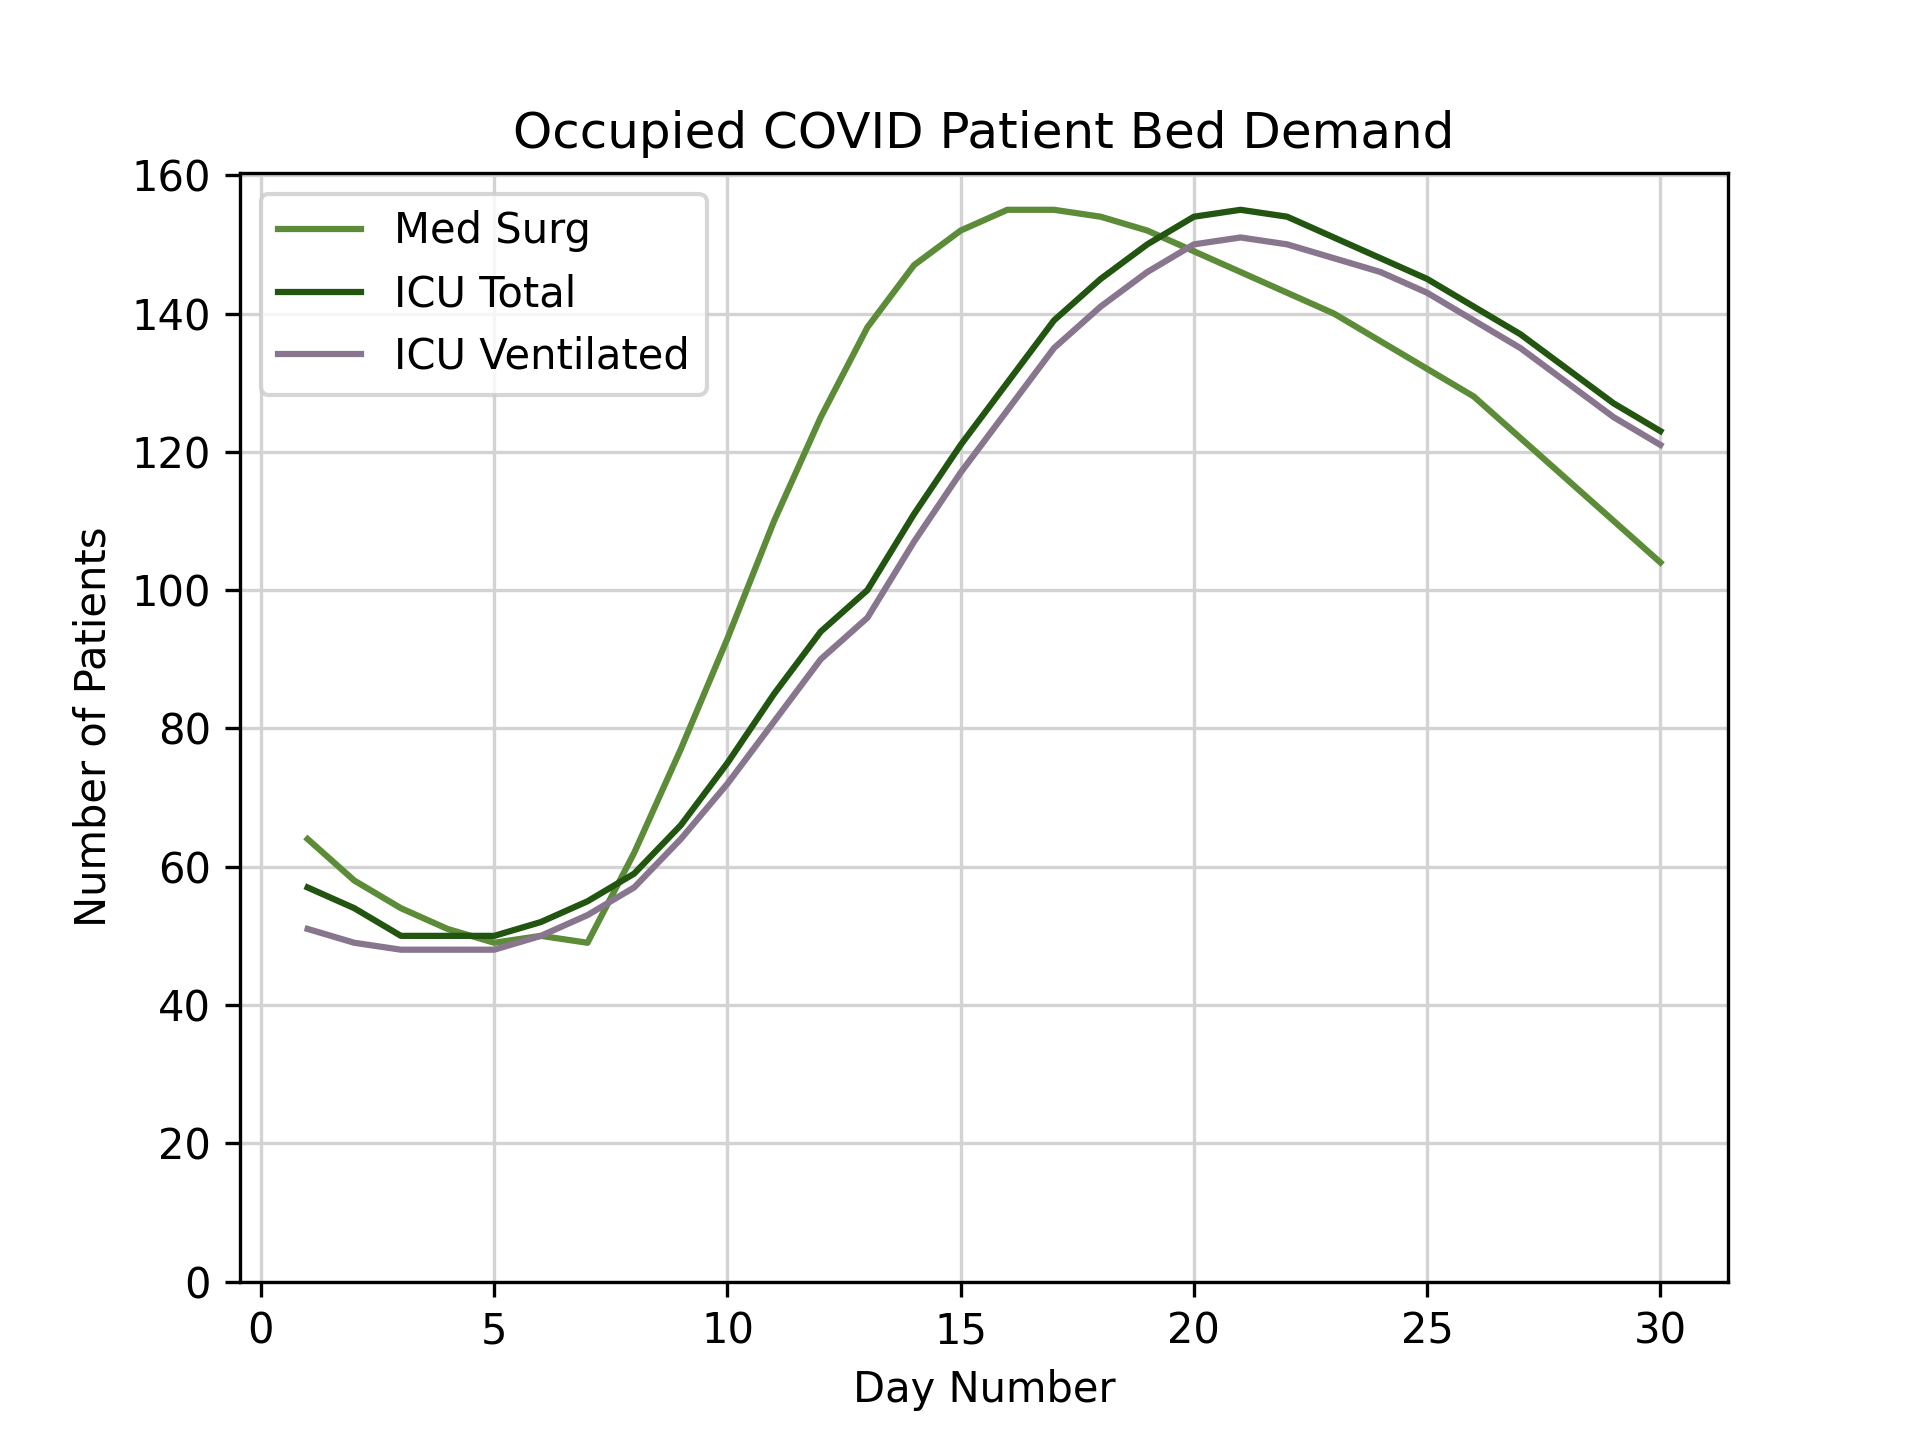 Occupied COVID Patient Bed Demand
Med Surg
ICU Total
ICU Ventilated
Number of Patients
160
140
120
100
80
60
40
20
0
0 5 10 15 20 25 30
Day Number